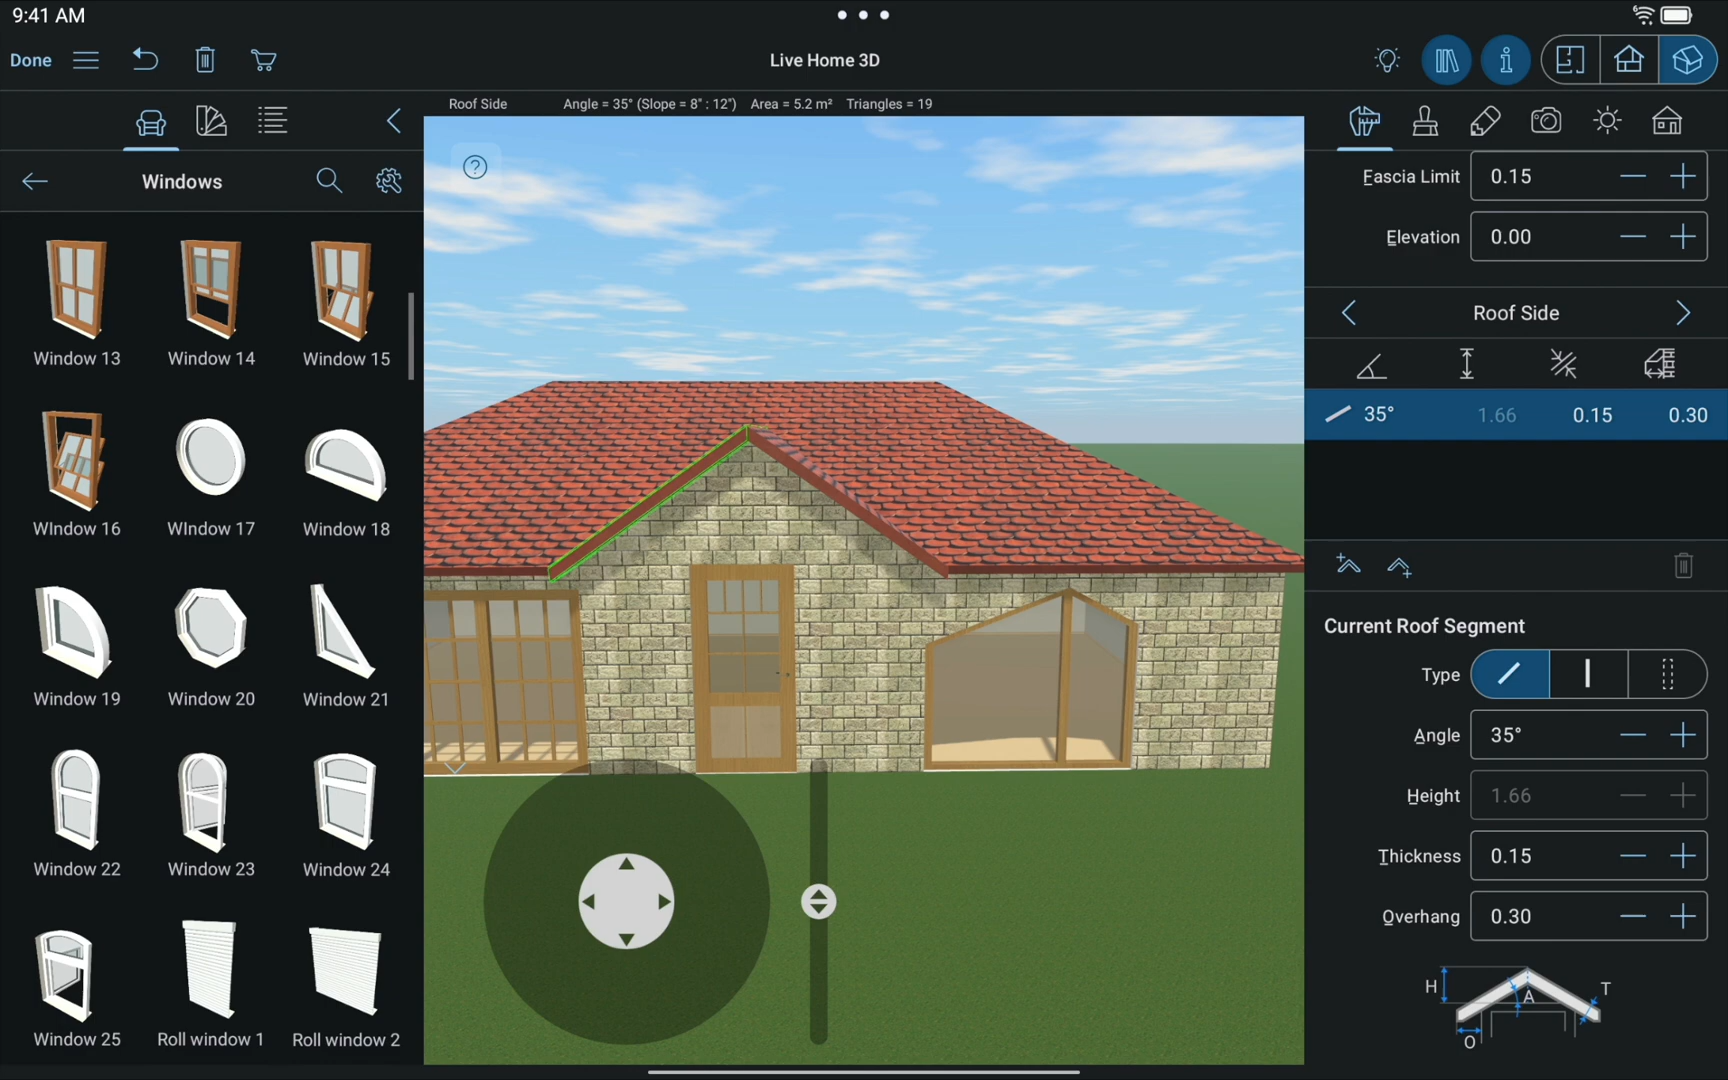 9:41 AM
Done
Live Home 3D
Roof Side Angle = 35° (Slope = 8" : 12") Area = 5.2 m² Triangles = 19
Windows
Window 13
Window 14
Window 15
WIndow 16
WIndow 17
Window 18
Window 19
Window 20
Window 21
Window 22
Window 23
Window 24
Window 25
Roll window 1
Roll window 2
?
Fascia Limit 0.15
Elevation 0.00
Roof Side
35° 1.66 0.15 0.30
Current Roof Segment
Type
Angle 35°
Height 1.66
Thickness 0.15
Overhang 0.30
H
A
T
O